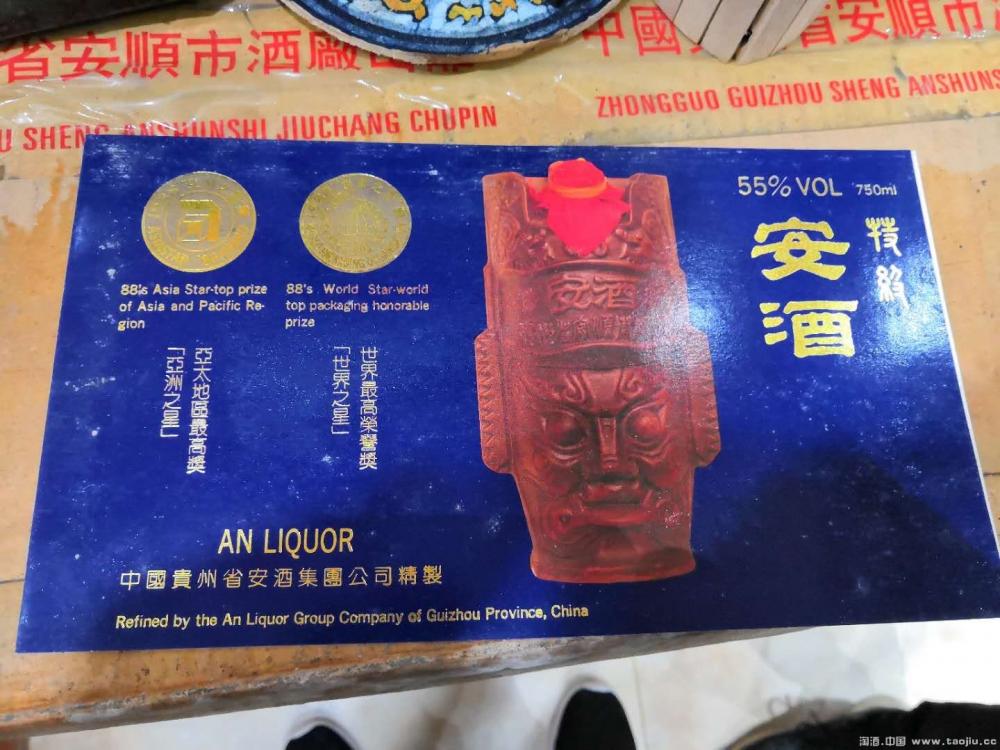 省安順市酒廠出品
中國貴
省安順
U SHENG ANSHUNSHI JIUCHANG CHUPIN
ZHONGGUO GUIZHOU SHENG ANSHUNS
55% VOL 750ml
特級
安酒
88's Asia Star-top prize
of Asia and Pacific Re-
gion
88's World Star-world
top packaging honorable
prize
亞太地區最高獎
「亞洲之星」
世界最高榮譽獎
「世界之星」
安酒
AN LIQUOR
中國貴州省安酒集團公司精製
Refined by the An Liquor Group Company of Guizhou Province, China
淘酒.中国 www.taojiu.cc